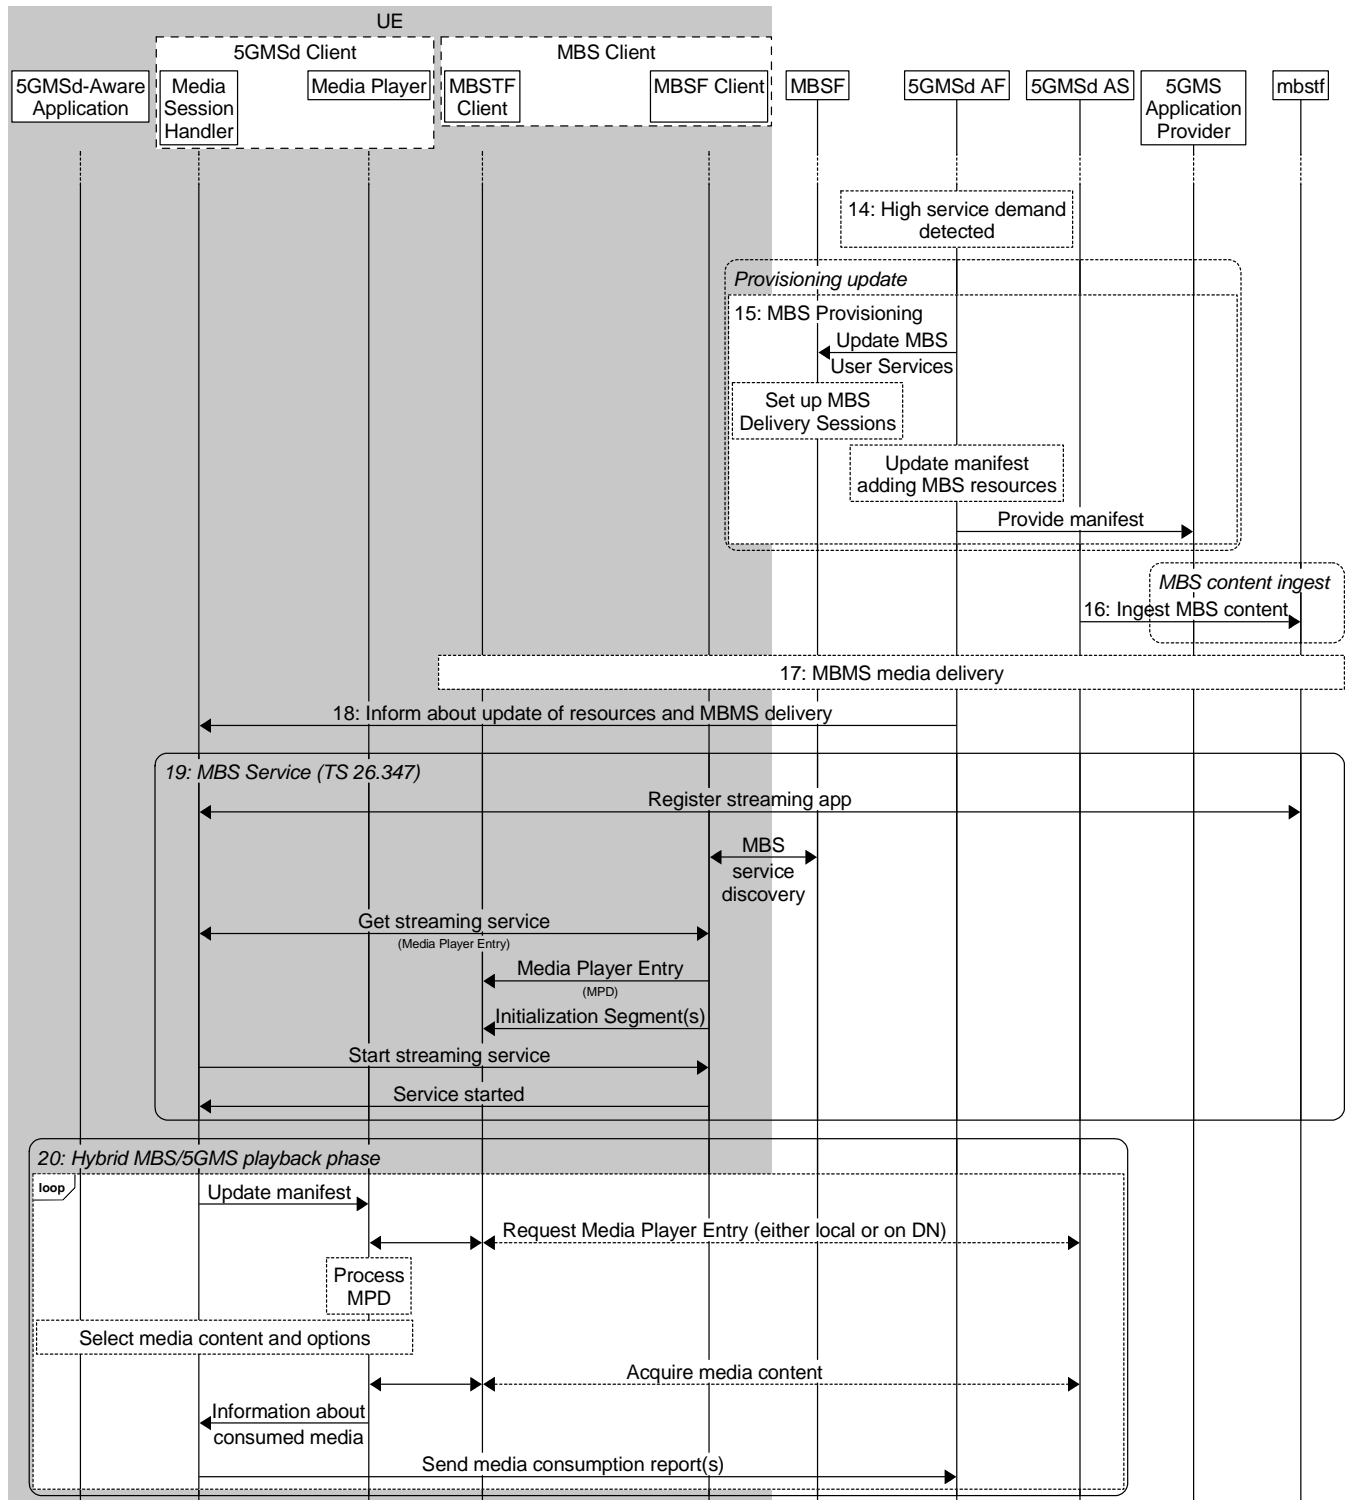 UE
5GMSd Client
MBS Client
5GMSd-Aware
Application
Media
Session
Handler
Media Player
MBSTF
Client
MBSF Client
MBSF
5GMSd AF
5GMSd AS
5GMS
Application
Provider
mbstf
14: High service demand
detected
Provisioning update
15: MBS Provisioning
Update MBS
User Services
Set up MBS
Delivery Sessions
Update manifest
adding MBS resources
Provide manifest
MBS content ingest
16: Ingest MBS content
17: MBMS media delivery
18: Inform about update of resources and MBMS delivery
19: MBS Service (TS 26.347)
Register streaming app
MBS
service
discovery
Get streaming service
(Media Player Entry)
Media Player Entry
(MPD)
Initialization Segment(s)
Start streaming service
Service started
20: Hybrid MBS/5GMS playback phase
loop
Update manifest
Request Media Player Entry (either local or on DN)
Process
MPD
Select media content and options
Acquire media content
Information about
consumed media
Send media consumption report(s)